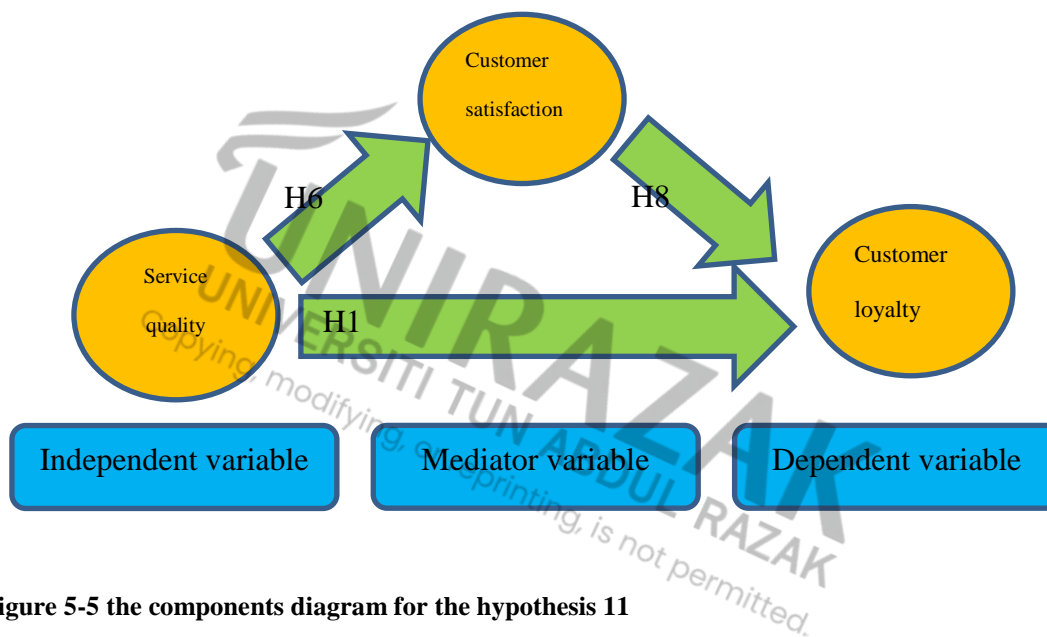 Customer
satisfaction
H6
H8
Service
quality
Customer
loyalty
H1
Independent variable
Mediator variable
Dependent variable
igure 5-5 the components diagram for the hypothesis 11
UNIRAZAK
UNIVERSITI TUN ABDUL RAZAK
Copying, modifying, or reprinting, is not permitted.